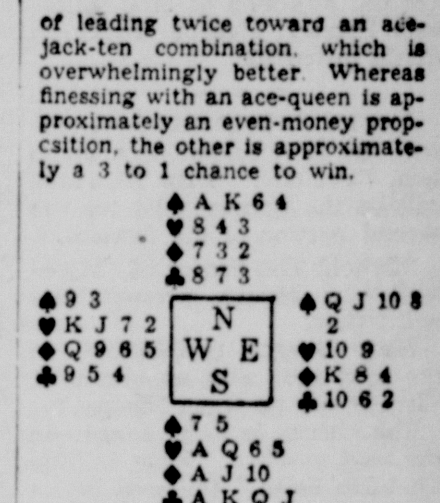 of leading twice toward an ace-
jack-ten combination, which is
overwhelmingly better. Whereas
finessing with an ace-queen is ap-
proximately an even-money prop-
csition, the other is approximate-
ly a 3 to 1 chance to win.
♠ A K 6 4
♥ 8 4 3
♦ 7 3 2
♣ 8 7 3
♠ 9 3
♥ K J 7 2
♦ Q 9 6 5
♣ 9 5 4
N
W E
S
♠ Q J 10 8
2
♥ 10 9
♦ K 8 4
♣ 10 6 2
♠ 7 5
♥ A Q 6 5
♦ A J 10
♣ A K Q J